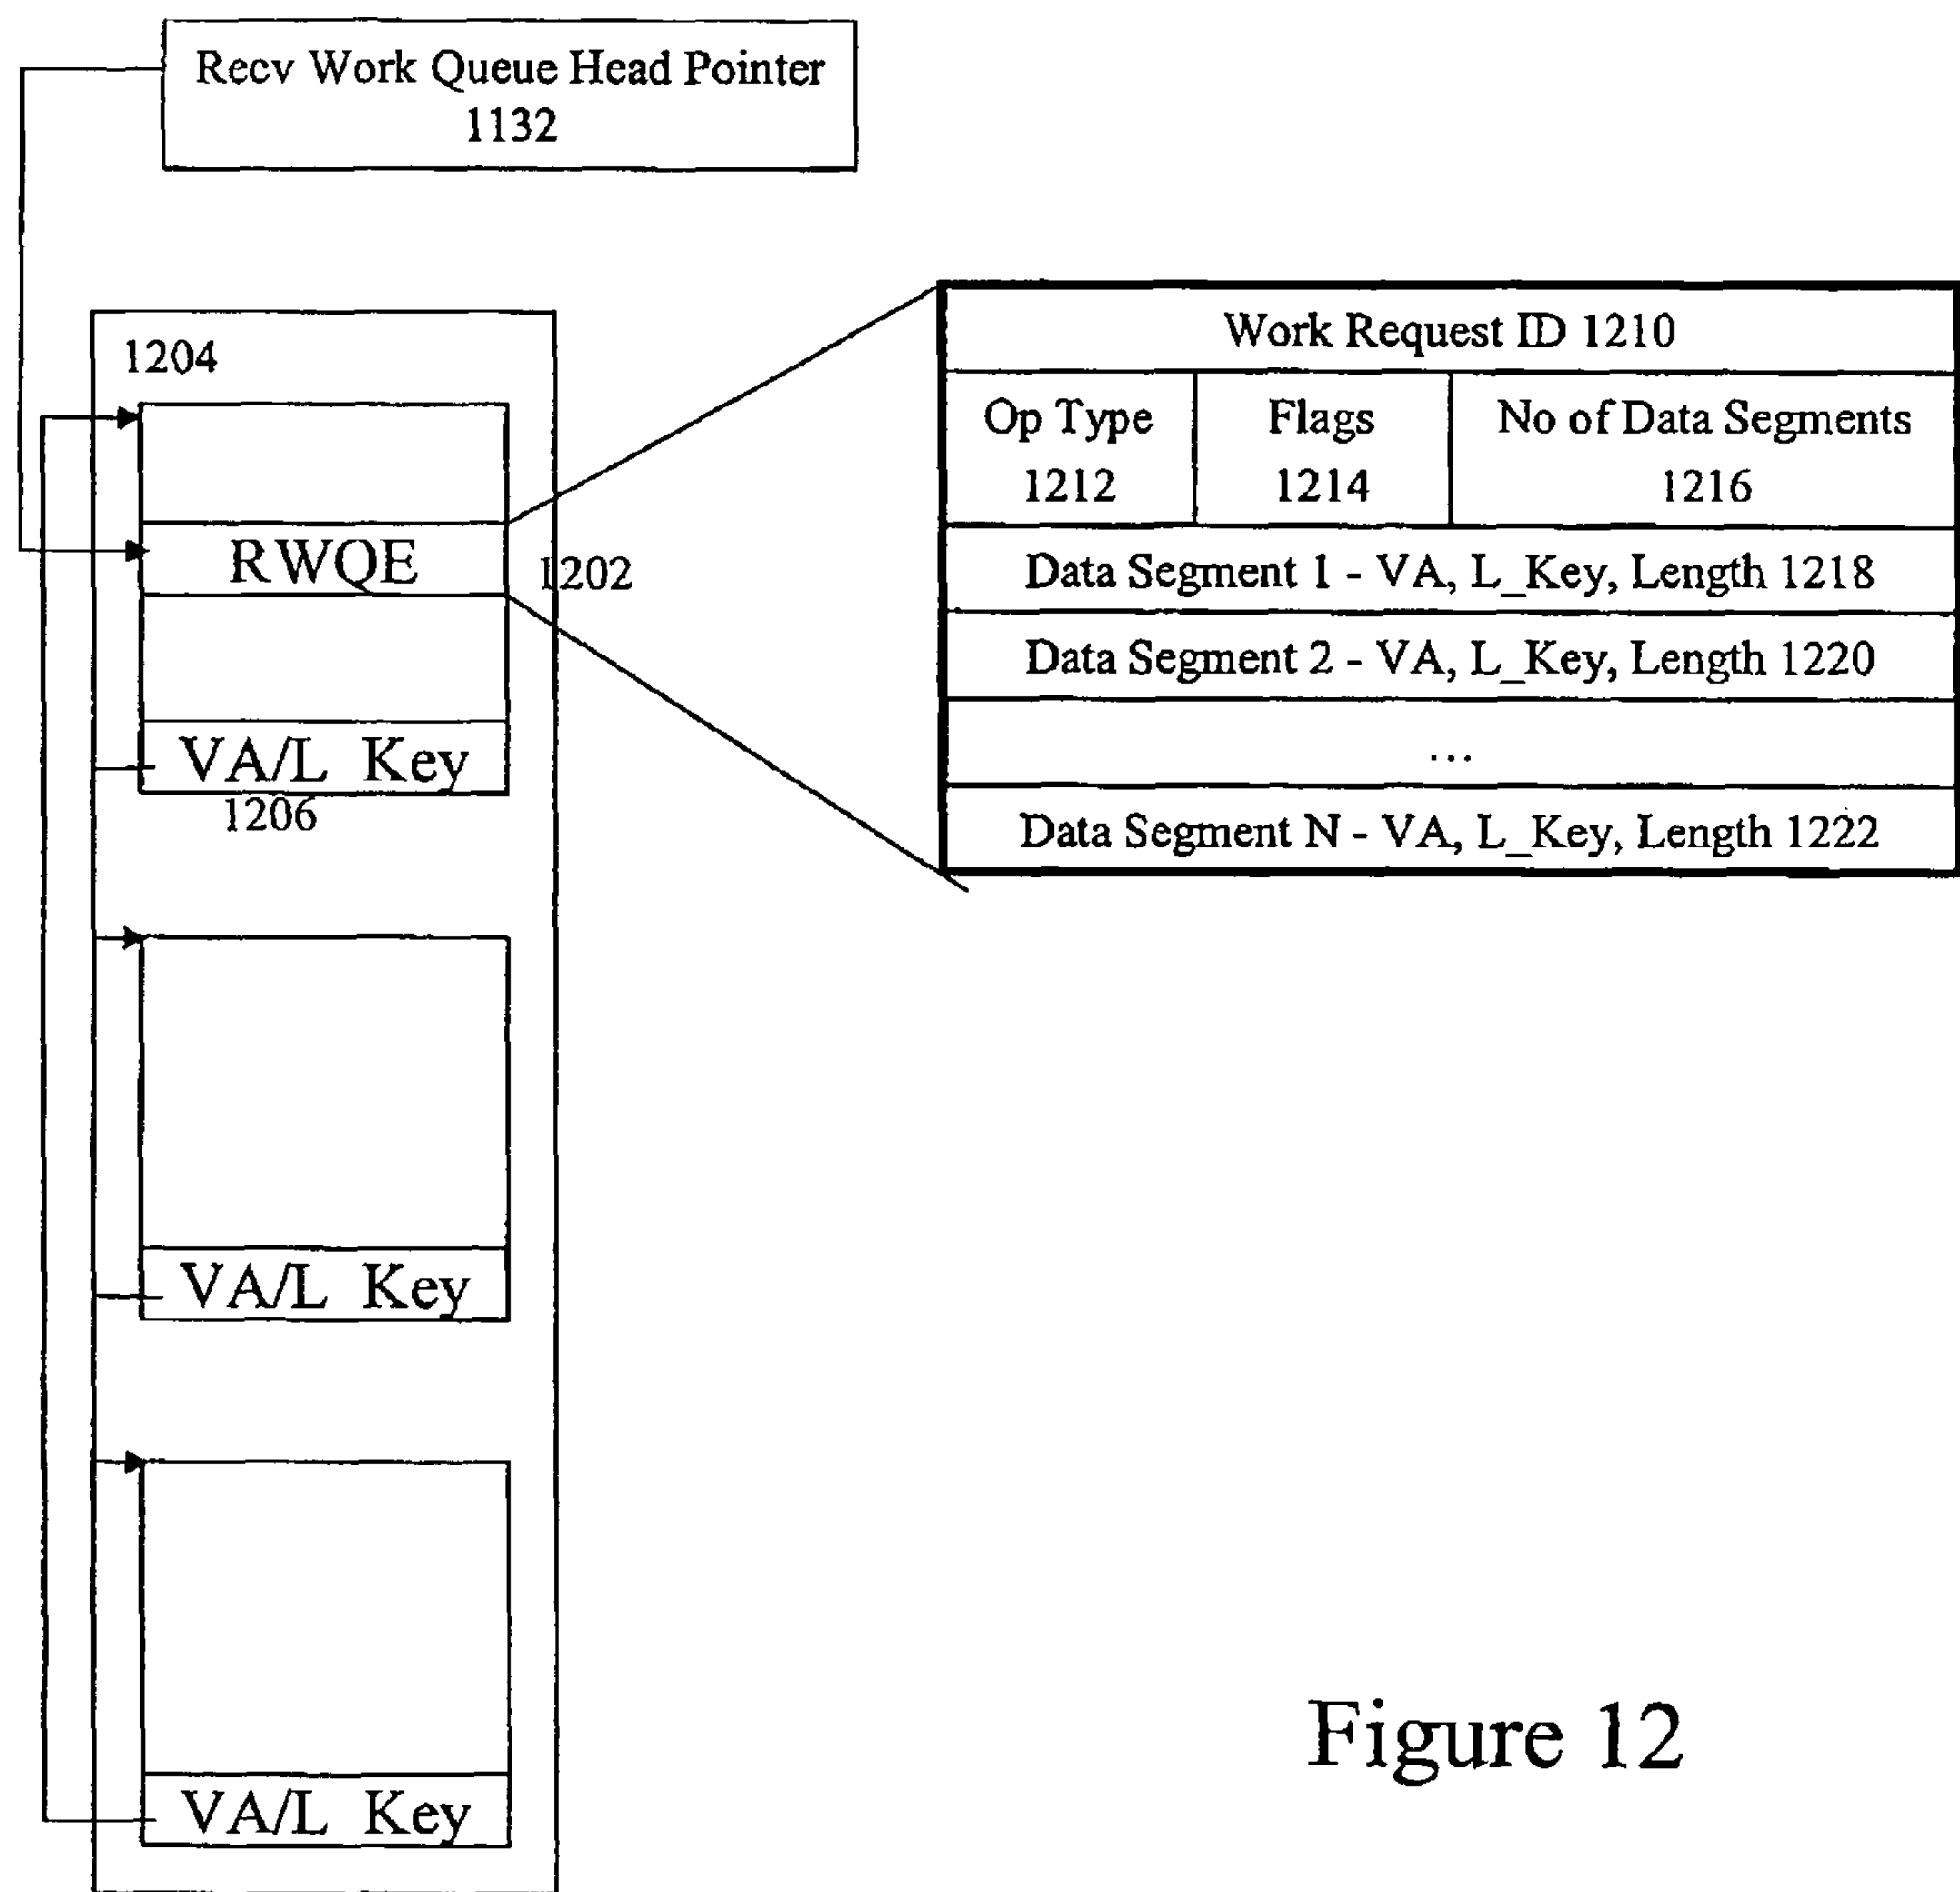 Recv Work Queue Head Pointer
1132
1204
RWQE
1202
VA/L_Key
1206
VA/L_Key
VA/L_Key
Work Request ID 1210
Op Type
1212
Flags
1214
No of Data Segments
1216
Data Segment 1 - VA, L_Key, Length 1218
Data Segment 2 - VA, L_Key, Length 1220
...
Data Segment N - VA, L_Key, Length 1222
Figure 12